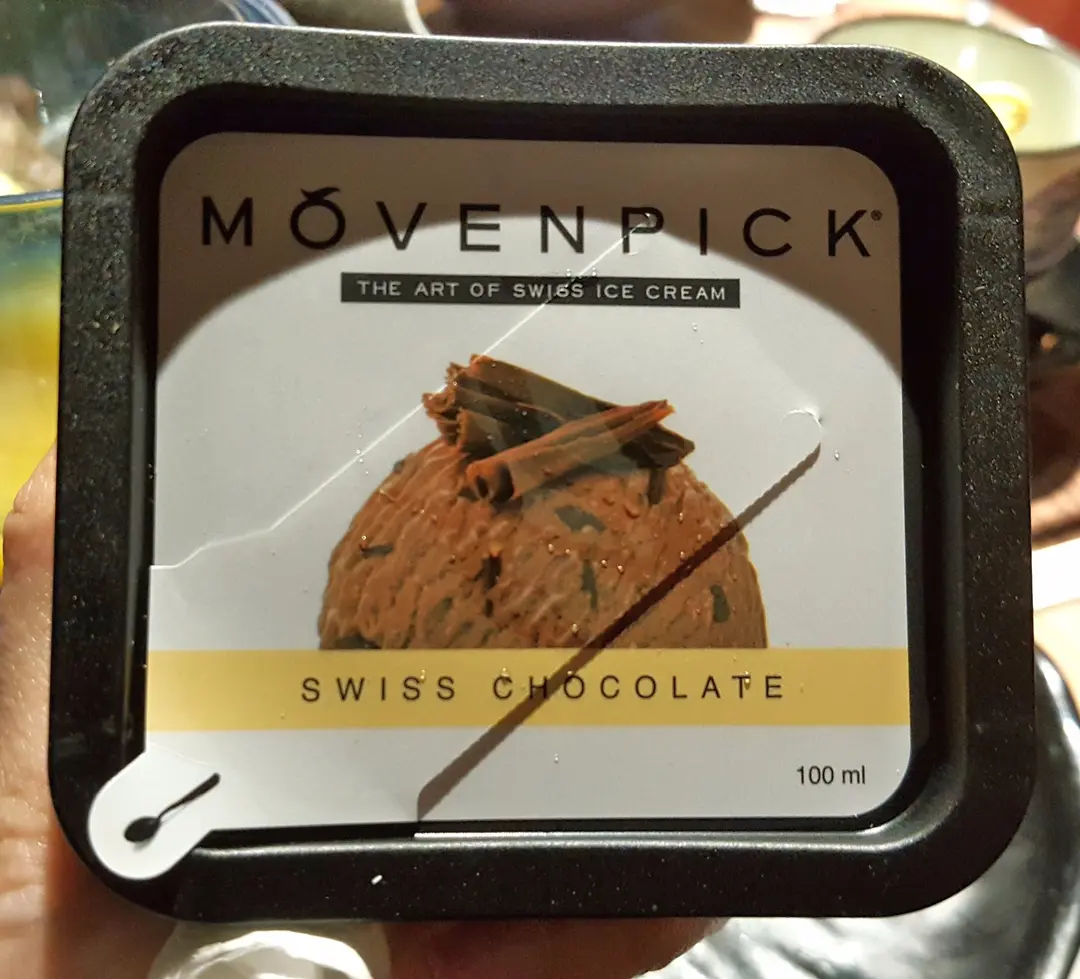 MÖVENPICK®
THE ART OF SWISS ICE CREAM
SWISS CHOCOLATE
100 ml